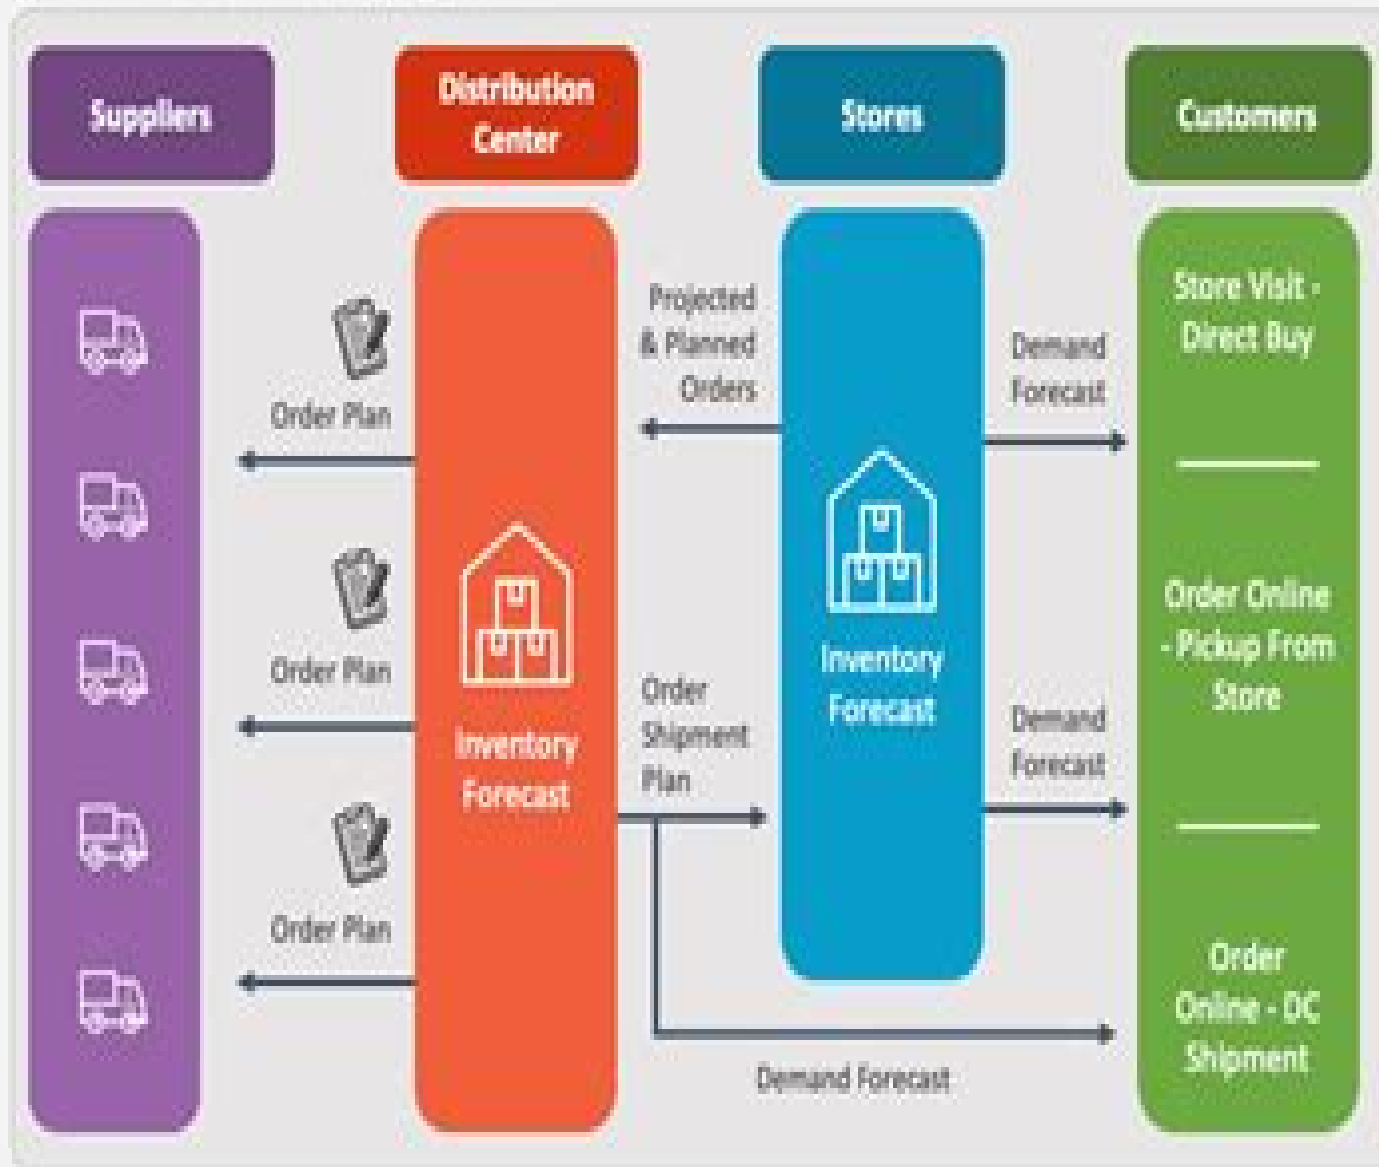 Suppliers
Distribution
Center
Stores
Customers
Order Plan
Order Plan
Order Plan
Inventory
Forecast
Projected
& Planned
Orders
Order
Shipment
Plan
Inventory
Forecast
Demand
Forecast
Demand
Forecast
Demand Forecast
Store Visit -
Direct Buy
Order Online
- Pickup From
Store
Order
Online - DC
Shipment